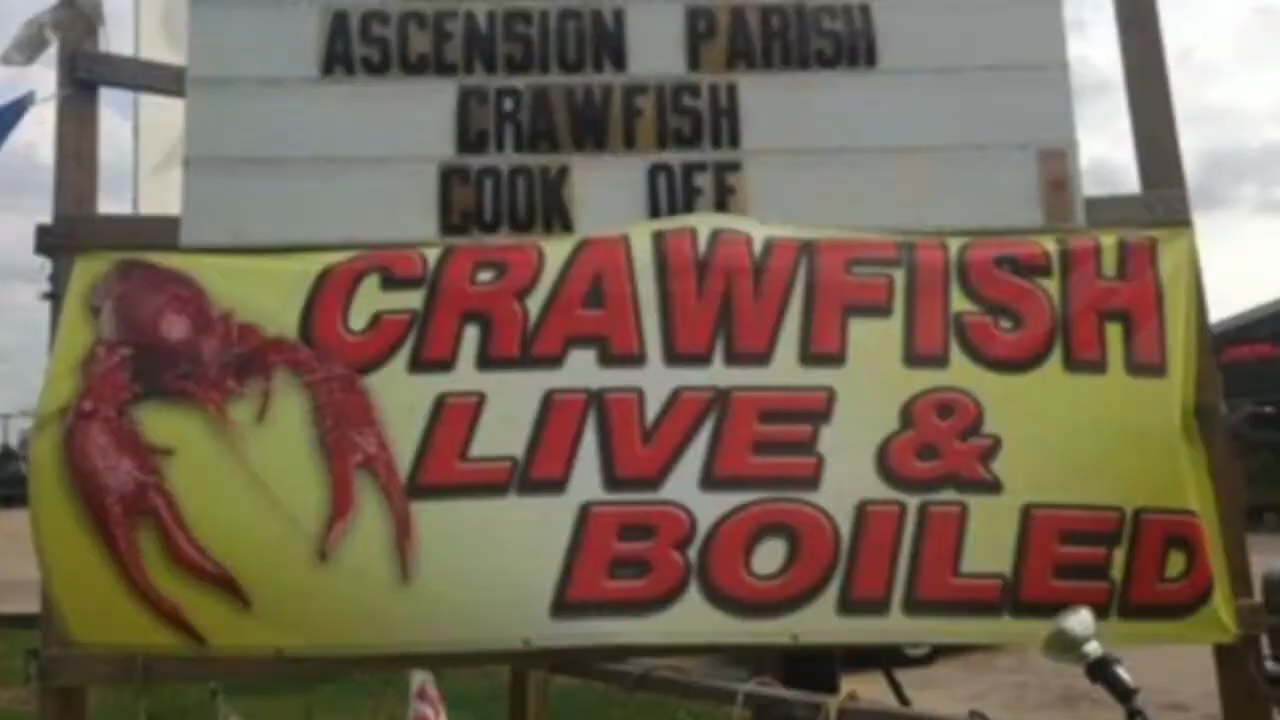 ASCENSION PARISH
CRAWFISH
COOK OFF
CRAWFISH
LIVE &
BOILED